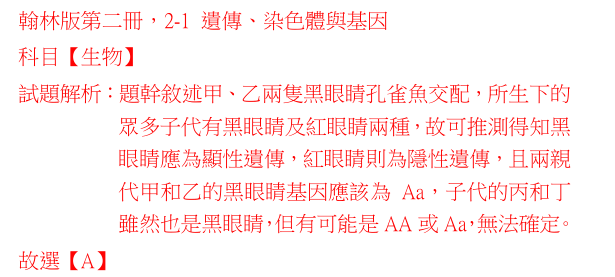 翰林版第二冊，2-1 遺傳、染色體與基因
科目【生物】
試題解析：題幹敘述甲、乙兩隻黑眼睛孔雀魚交配，所生下的
眾多子代有黑眼睛及紅眼睛兩種，故可推測得知黑
眼睛應為顯性遺傳，紅眼睛則為隱性遺傳，且兩親
代甲和乙的黑眼睛基因應該為 Aa，子代的丙和丁
雖然也是黑眼睛，但有可能是 AA 或 Aa，無法確定。
故選【A】